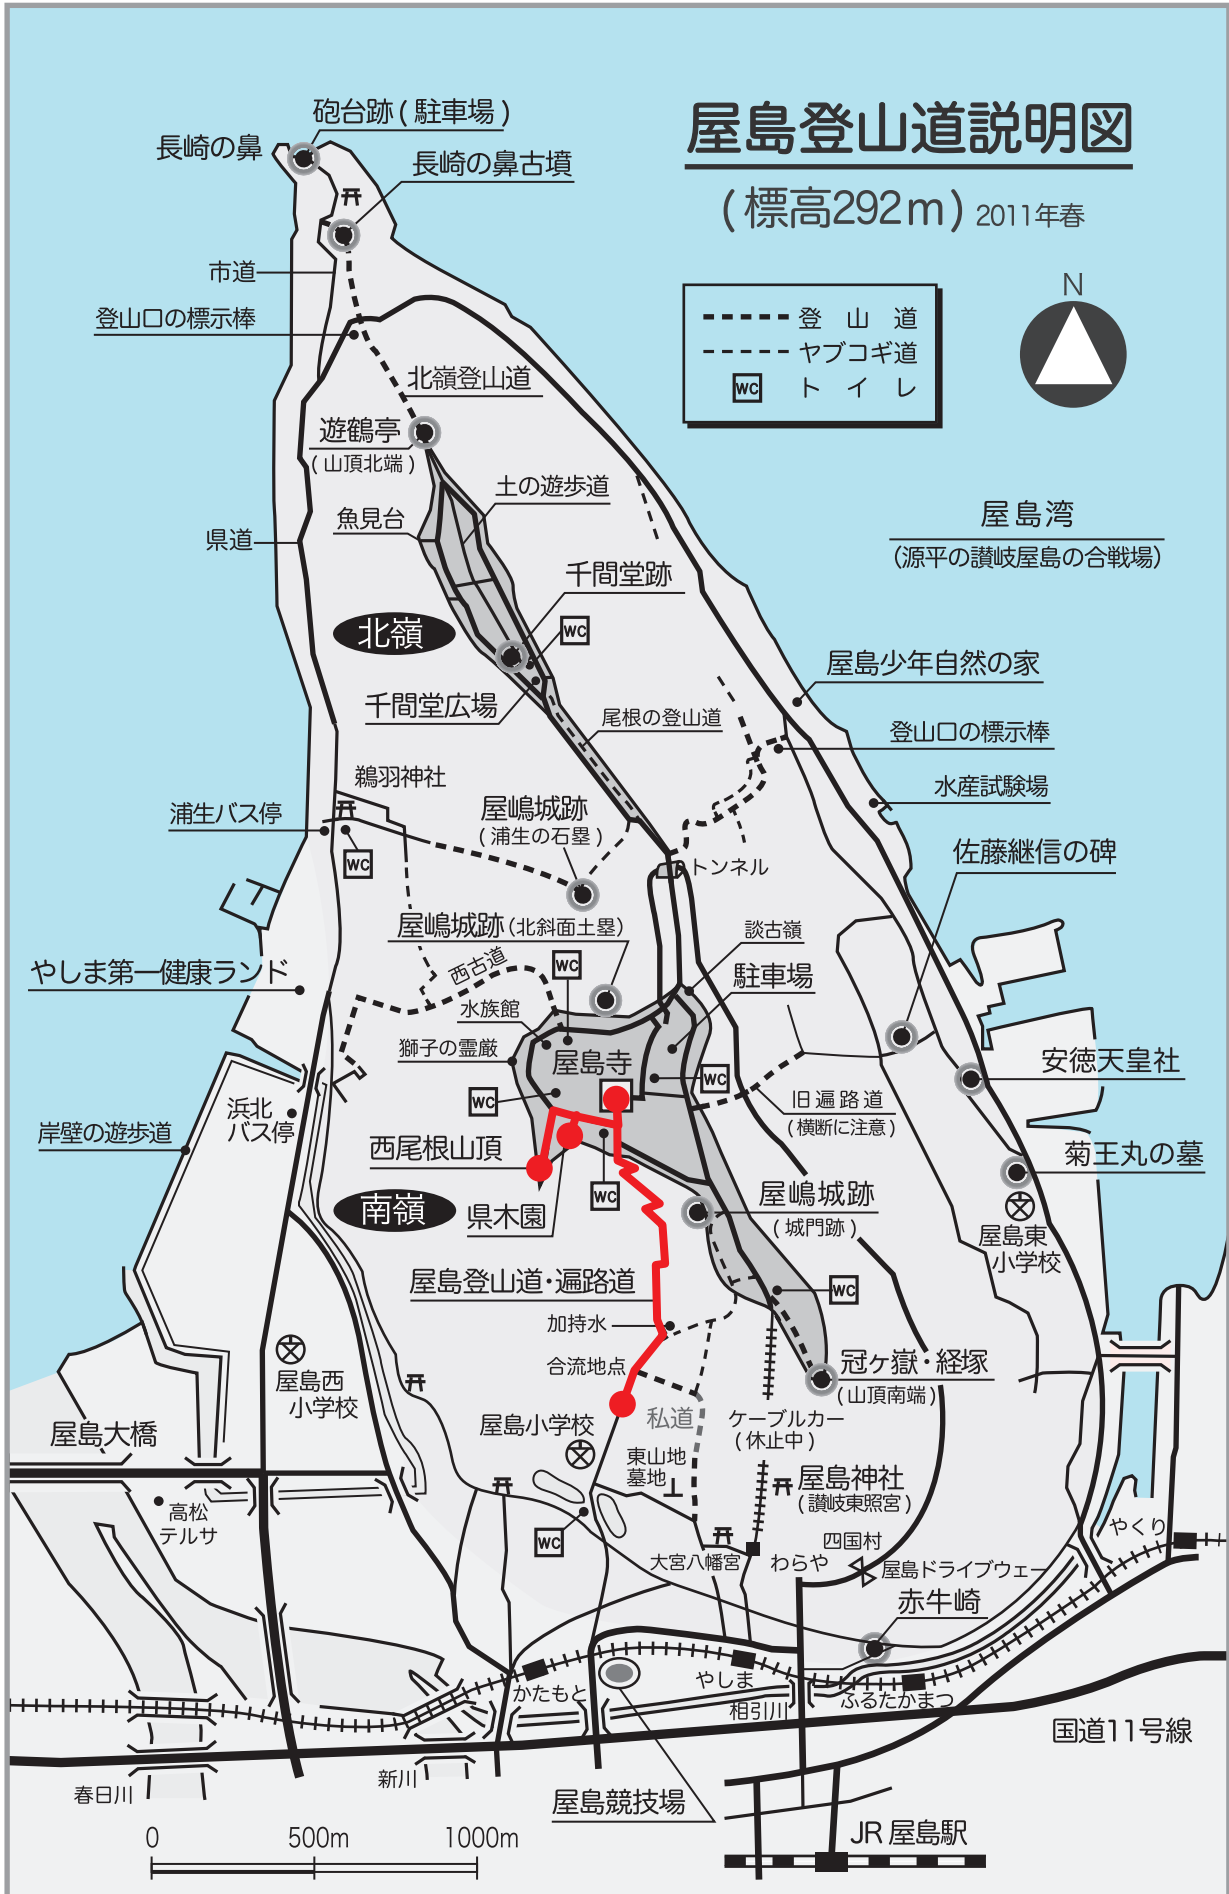 屋島登山道説明図
(標高292m) 2011年春
砲台跡(駐車場)
長崎の鼻
長崎の鼻古墳
市道
登山口の標示棒
N
登山道
ヤブコギ道
WC トイレ
北嶺登山道
遊鶴亭
(山頂北端)
土の遊歩道
魚見台
県道
屋島湾
(源平の讃岐屋島の合戦場)
千間堂跡
WC
北嶺
千間堂広場
尾根の登山道
屋島少年自然の家
登山口の標示棒
水産試験場
鵜羽神社
浦生バス停
WC
屋嶋城跡
(浦生の石塁)
トンネル
佐藤継信の碑
屋嶋城跡(北斜面土塁)
談古嶺
駐車場
西古道
WC
やしま第一健康ランド
水族館
獅子の霊厳
屋島寺
WC
WC
安徳天皇社
旧遍路道
(横断に注意)
浜北
バス停
岸壁の遊歩道
西尾根山頂
WC
菊王丸の墓
南嶺
県木園
屋嶋城跡
(城門跡)
屋島東
小学校
屋島登山道・遍路道
WC
加持水
合流地点
冠ヶ嶽・経塚
(山頂南端)
屋島西
小学校
屋島大橋
屋島小学校
私道
ケーブルカー
(休止中)
東山地
墓地
屋島神社
(讃岐東照宮)
高松
テルサ
WC
大宮八幡宮
わらや
四国村
屋島ドライブウェー
やくり
赤牛崎
かたもと
やしま
相引川
ふるたかまつ
国道11号線
春日川
新川
屋島競技場
0 500m 1000m
JR屋島駅